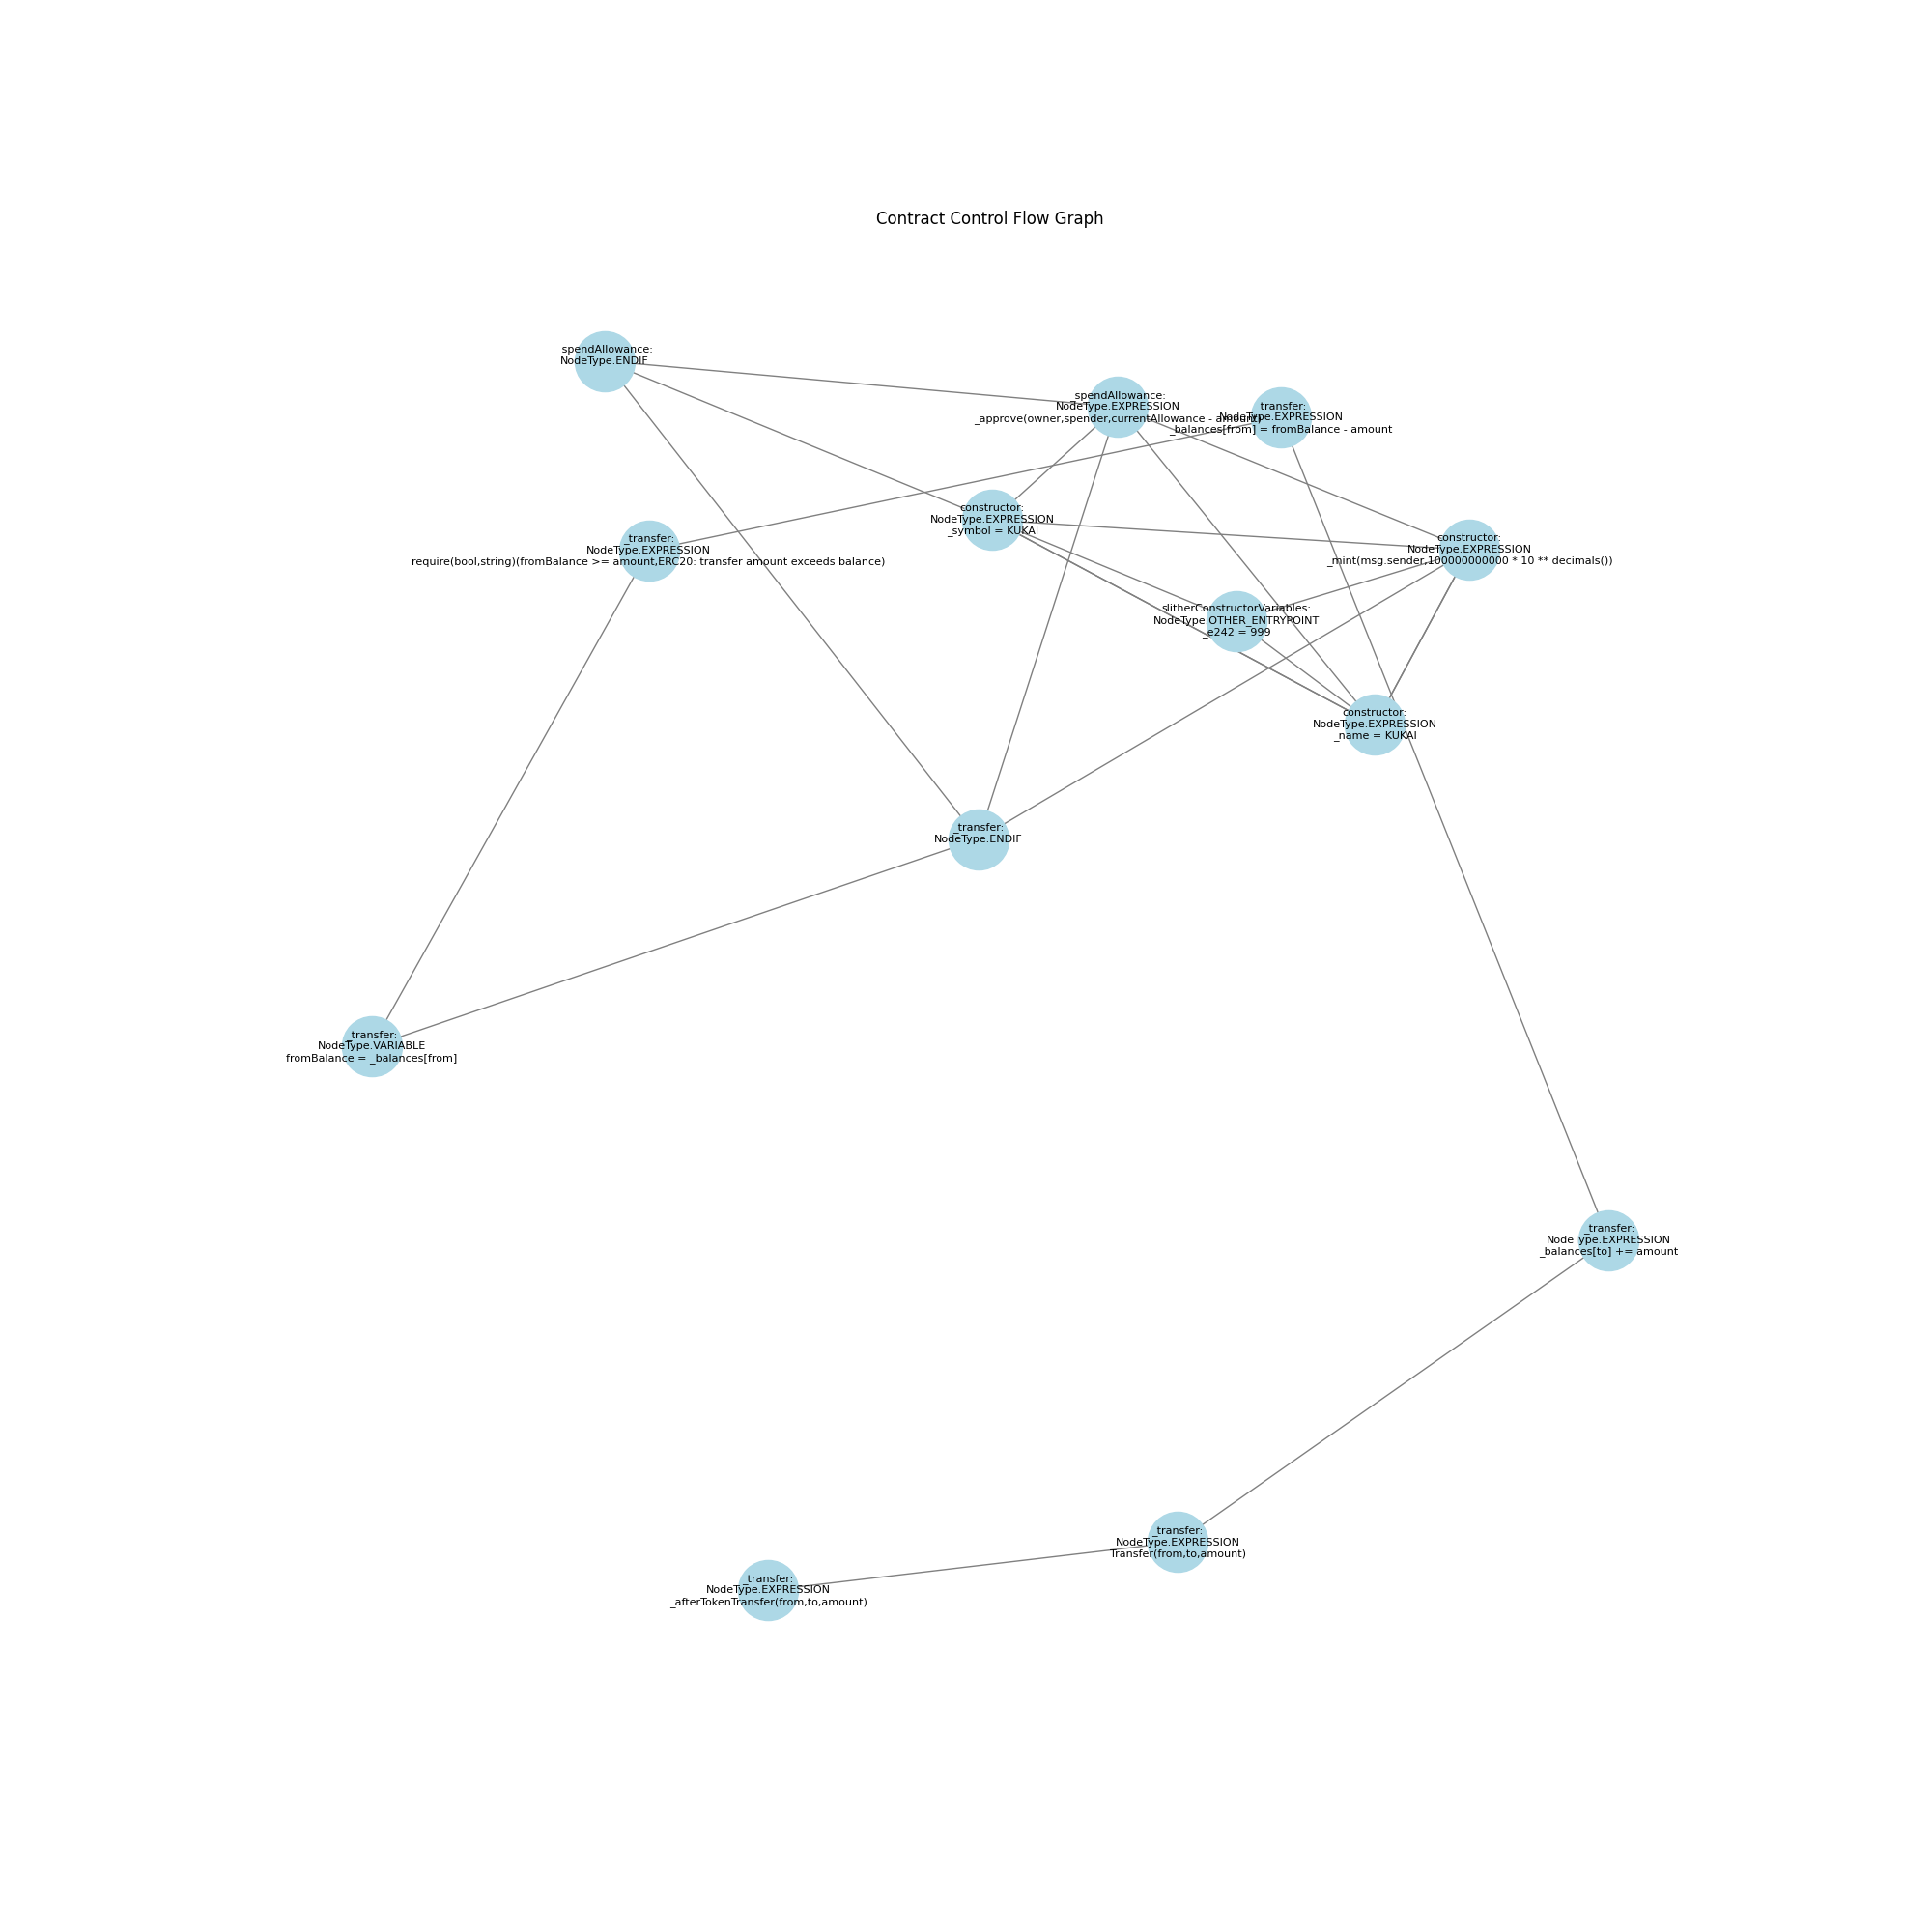 Contract Control Flow Graph
_spendAllowance:
NodeType.ENDIF
_spendAllowance:
NodeType.EXPRESSION
_approve(owner,spender,currentAllowance - amount)
_transfer:
NodeType.EXPRESSION
_balances[from] = fromBalance - amount
constructor:
NodeType.EXPRESSION
_symbol = KUKAI
_transfer:
NodeType.EXPRESSION
require(bool,string)(fromBalance >= amount,ERC20: transfer amount exceeds balance)
constructor:
NodeType.EXPRESSION
_mint(msg.sender,100000000000 * 10 ** decimals())
slitherConstructorVariables:
NodeType.OTHER_ENTRYPOINT
_e242 = 999
constructor:
NodeType.EXPRESSION
_name = KUKAI
_transfer:
NodeType.ENDIF
_transfer:
NodeType.VARIABLE
fromBalance = _balances[from]
_transfer:
NodeType.EXPRESSION
_balances[to] += amount
_transfer:
NodeType.EXPRESSION
Transfer(from,to,amount)
_transfer:
NodeType.EXPRESSION
_afterTokenTransfer(from,to,amount)